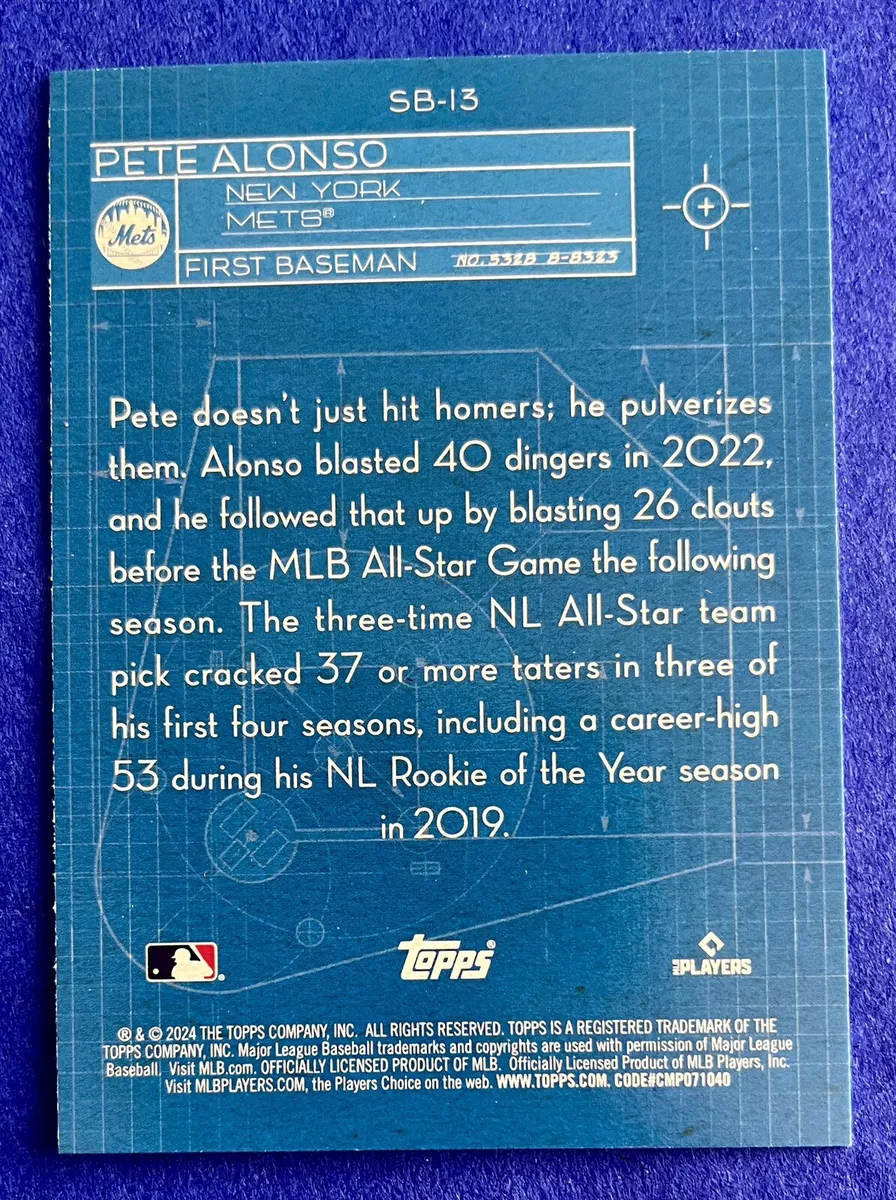 SB-13
PETE ALONSO
NEW YORK
METS®
Mets
FIRST BASEMAN NO. 532B B-8323
Pete doesn't just hit homers; he pulverizes
them. Alonso blasted 40 dingers in 2022,
and he followed that up by blasting 26 clouts
before the MLB All-Star Game the following
season. The three-time NL All-Star team
pick cracked 37 or more taters in three of
his first four seasons, including a career-high
53 during his NL Rookie of the Year season
in 2019.
topps®
MLB PLAYERS
® & © 2024 THE TOPPS COMPANY, INC. ALL RIGHTS RESERVED. TOPPS IS A REGISTERED TRADEMARK OF THE
TOPPS COMPANY, INC. Major League Baseball trademarks and copyrights are used with permission of Major League
Baseball. Visit MLB.com. OFFICIALLY LICENSED PRODUCT OF MLB. Officially Licensed Product of MLB Players, Inc.
Visit MLBPLAYERS.COM, the Players Choice on the web. WWW.TOPPS.COM. CODE#CMP071040